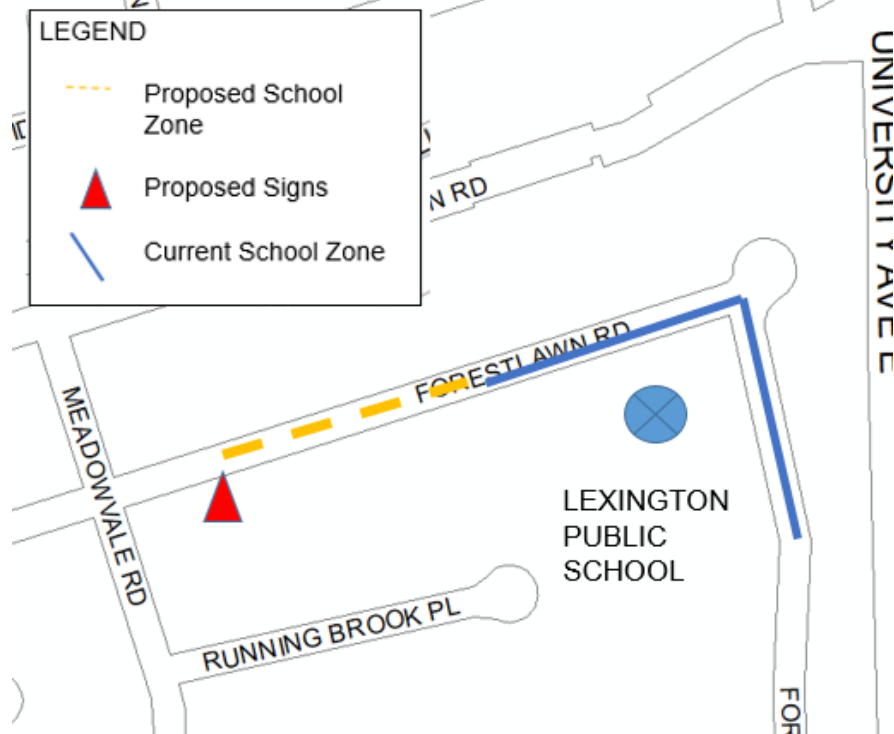 LEGEND
Proposed School
Zone
Proposed Signs
Current School Zone
N RD
UNIVERSITY AVE E
FORESTLAWN RD
MEADOWVALE RD
LEXINGTON
PUBLIC
SCHOOL
RUNNING BROOK PL
FOR